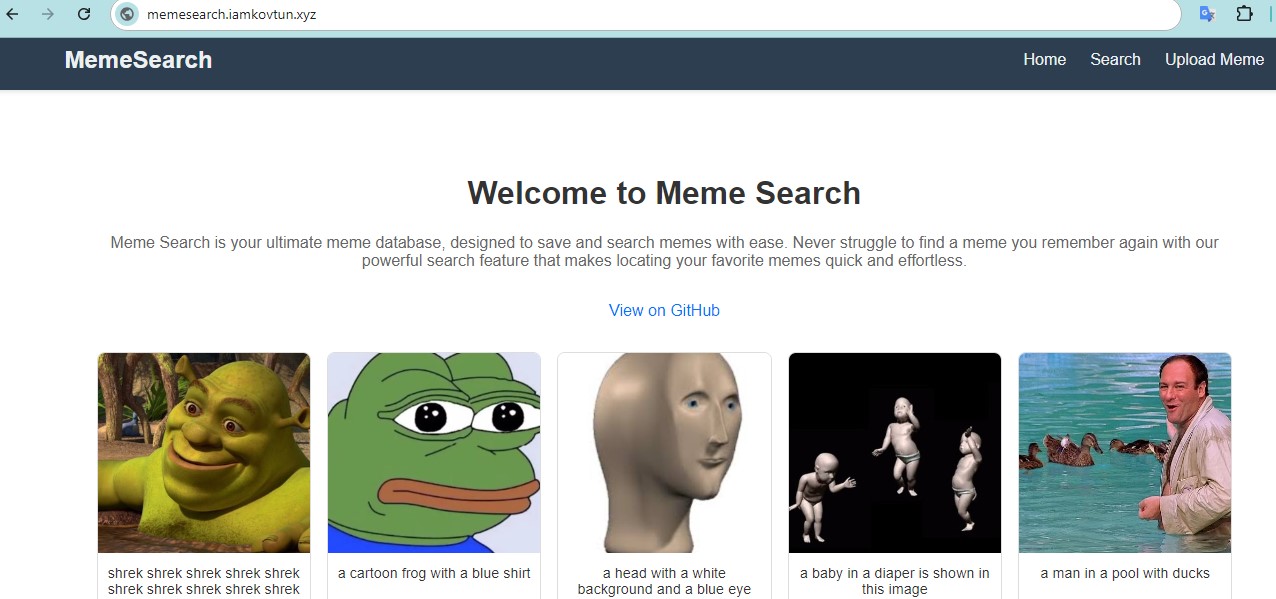 memesearch.iamkovtun.xyz
MemeSearch
Home Search Upload Meme
Welcome to Meme Search
Meme Search is your ultimate meme database, designed to save and search memes with ease. Never struggle to find a meme you remember again with our
powerful search feature that makes locating your favorite memes quick and effortless.
View on GitHub
shrek shrek shrek shrek shrek
shrek shrek shrek shrek shrek
a cartoon frog with a blue shirt
a head with a white
background and a blue eye
a baby in a diaper is shown in
this image
a man in a pool with ducks